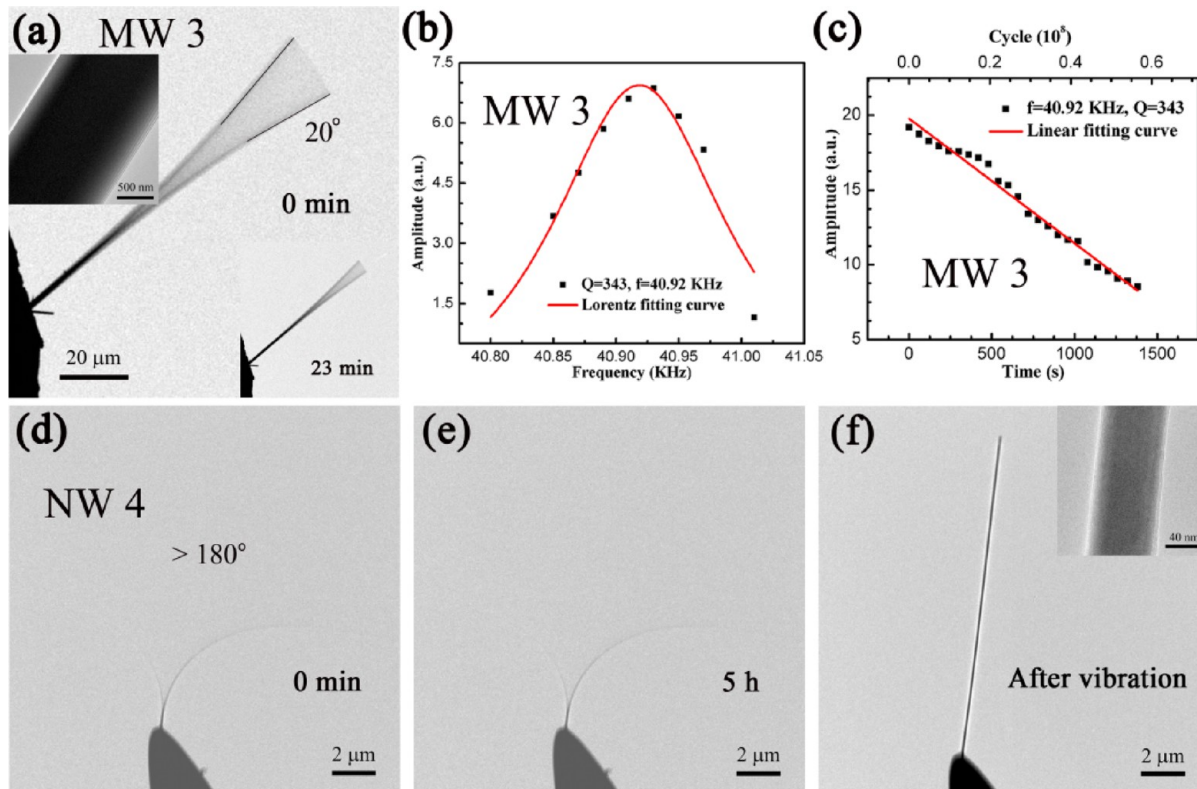 (a)
MW 3
500 nm
20°
0 min
20 μm
23 min
(b)
7.5
6.0
4.5
3.0
1.5
Amplitude (a.u.)
MW 3
Q=343, f=40.92 KHz
Lorentz fitting curve
40.80 40.85 40.90 40.95 41.00 41.05
Frequency (KHz)
(c)
Cycle (10⁸)
0.0 0.2 0.4 0.6
20
15
10
5
Amplitude (a.u.)
f=40.92 KHz, Q=343
Linear fitting curve
MW 3
0 500 1000 1500
Time (s)
(d)
NW 4
> 180°
0 min
2 μm
(e)
5 h
2 μm
(f)
40 nm
After vibration
2 μm